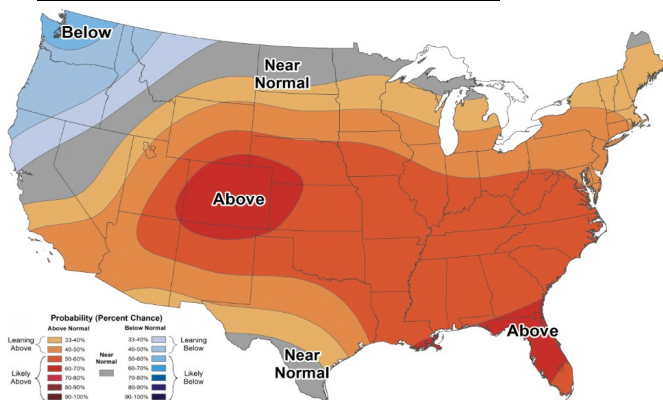 Below
Near
Normal
Above
Above
Near
Normal
Probability (Percent Chance)
Above Normal
Below Normal
Leaning
Above
33-40%
40-50%
Likely
Above
50-60%
60-70%
70-80%
80-90%
90-100%
Near
Normal
33-40%
40-50%
Leaning
Below
50-60%
60-70%
70-80%
80-90%
90-100%
Likely
Below